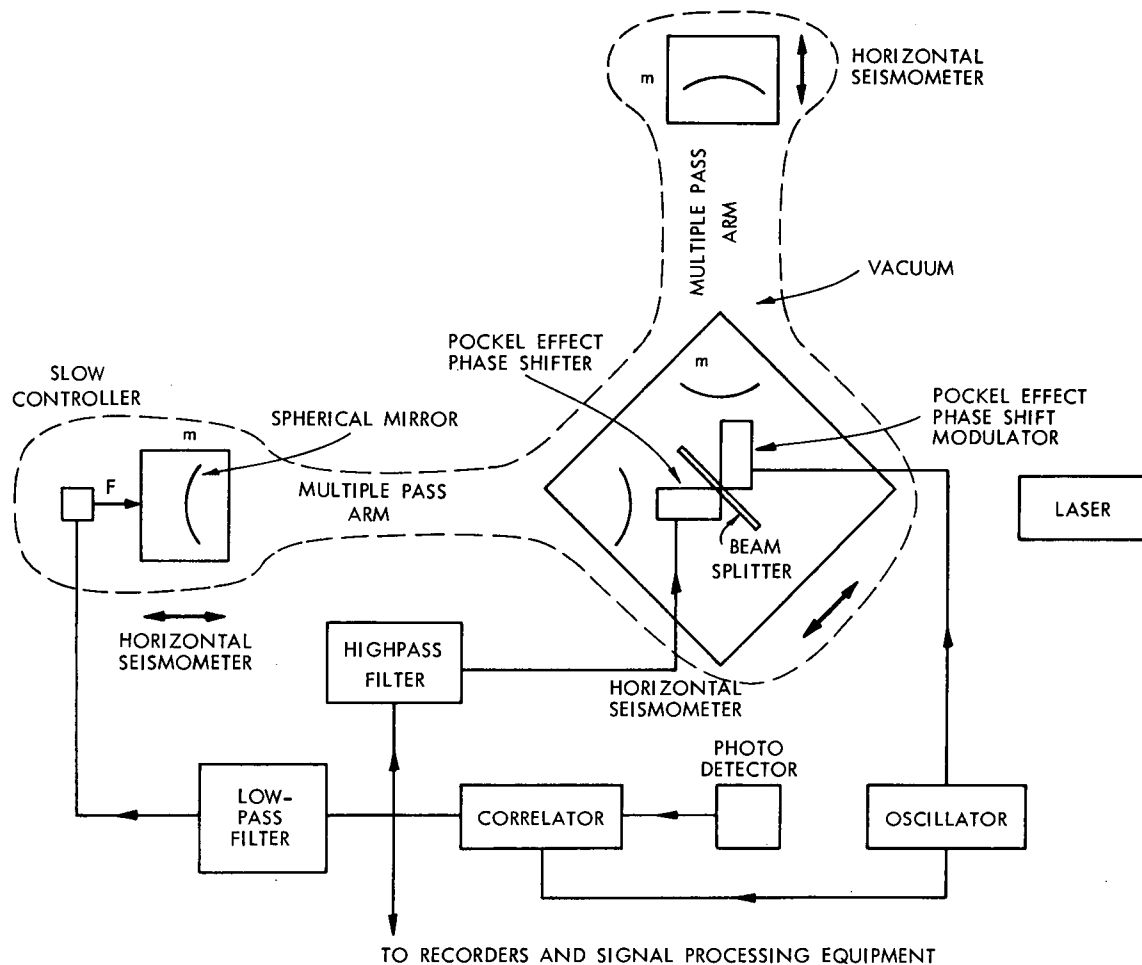 m
HORIZONTAL
SEISMOMETER
MULTIPLE PASS
ARM
VACUUM
POCKEL EFFECT
PHASE SHIFTER
m
SLOW
CONTROLLER
SPHERICAL MIRROR
m
F
MULTIPLE PASS
ARM
POCKEL EFFECT
PHASE SHIFT
MODULATOR
LASER
BEAM
SPLITTER
HORIZONTAL
SEISMOMETER
HIGHPASS
FILTER
HORIZONTAL
SEISMOMETER
PHOTO
DETECTOR
LOW-
PASS
FILTER
CORRELATOR
OSCILLATOR
TO RECORDERS AND SIGNAL PROCESSING EQUIPMENT